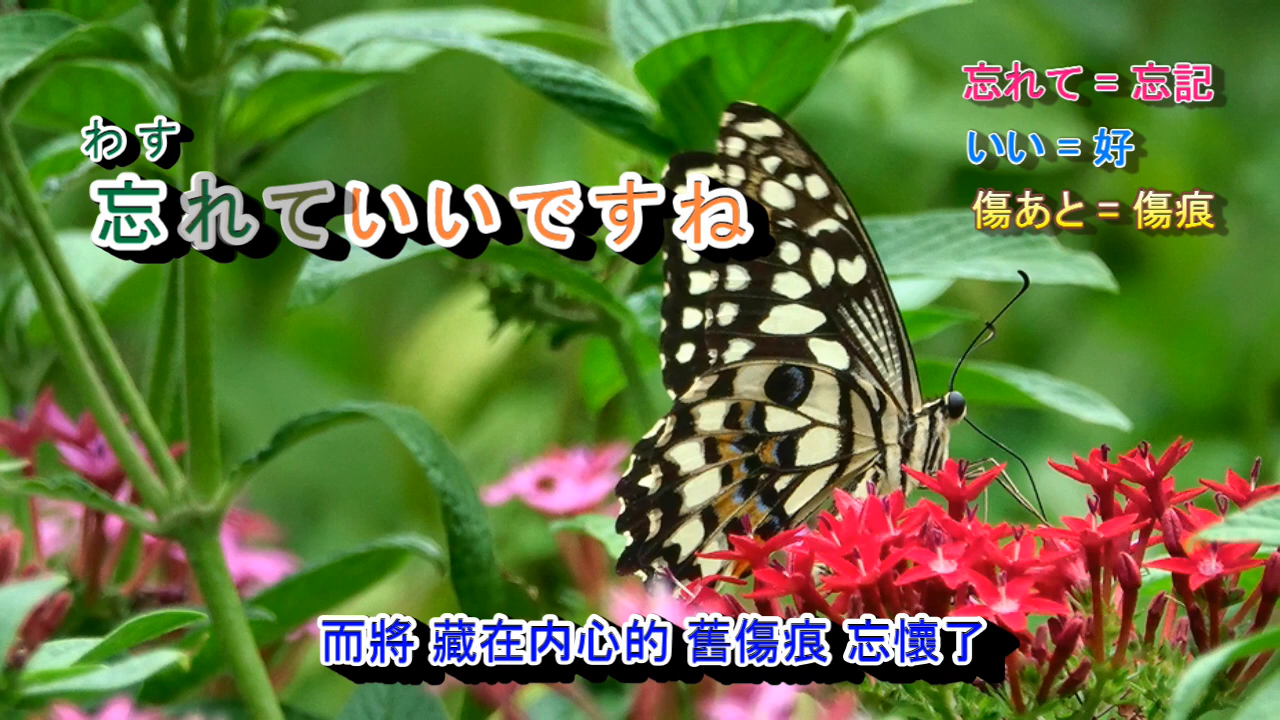 忘れて = 忘記
いい = 好
傷あと = 傷痕
わす
忘れていいですね
而將 藏在内心的 舊傷痕 忘懷了